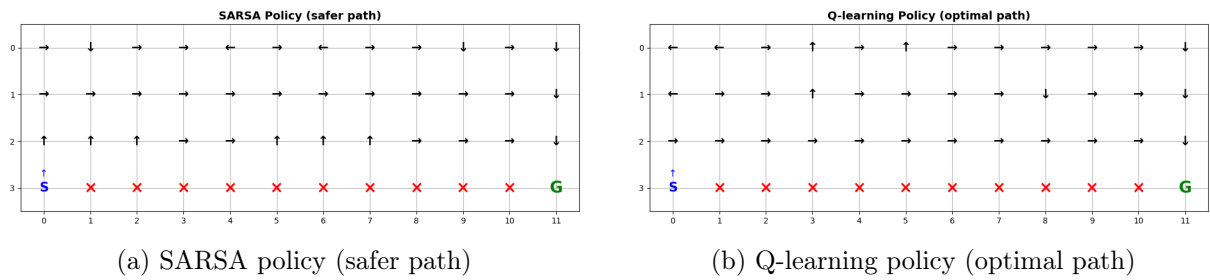 SARSA Policy (safer path)
0 → ↓ → → ← → ← → → ↓ → ↓
1 → → → → → → → → → → → ↓
2 ↑ ↑ ↑ → → ↑ ↑ ↑ → → → ↓
↑
3 S × × × × × × × × × × G
0 1 2 3 4 5 6 7 8 9 10 11
(a) SARSA policy (safer path)
Q-learning Policy (optimal path)
0 ← ← → ↑ → ↑ → → → → → ↓
1 ← → → ↑ → → → → ↓ → → ↓
2 → → → → → → → → → → → ↓
↑
3 S × × × × × × × × × × G
0 1 2 3 4 5 6 7 8 9 10 11
(b) Q-learning policy (optimal path)